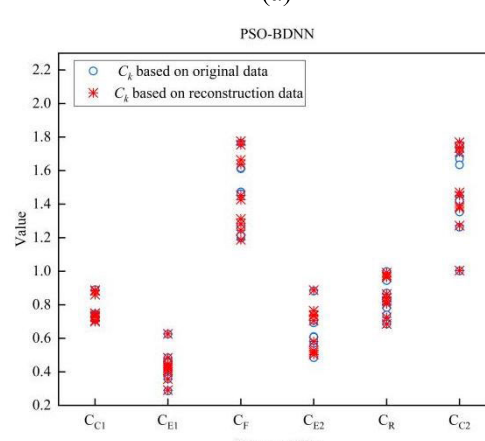 (a)
PSO-BDNN
C_k based on original data
C_k based on reconstruction data
2.2
2.0
1.8
1.6
1.4
1.2
1.0
0.8
0.6
0.4
0.2
Value
C_C1 C_E1 C_F C_E2 C_R C_C2